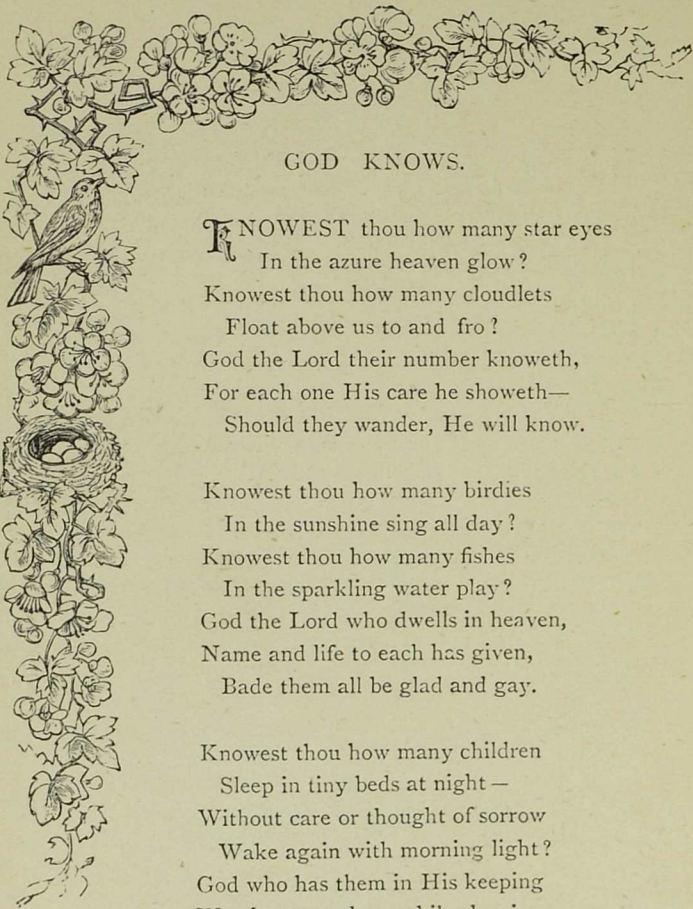 GOD KNOWS.
KNOWEST thou how many star eyes
In the azure heaven glow?
Knowest thou how many cloudlets
Float above us to and fro?
God the Lord their number knoweth,
For each one His care he showeth—
Should they wander, He will know.
Knowest thou how many birdies
In the sunshine sing all day?
Knowest thou how many fishes
In the sparkling water play?
God the Lord who dwells in heaven,
Name and life to each has given,
Bade them all be glad and gay.
Knowest thou how many children
Sleep in tiny beds at night—
Without care or thought of sorrow
Wake again with morning light?
God who has them in His keeping